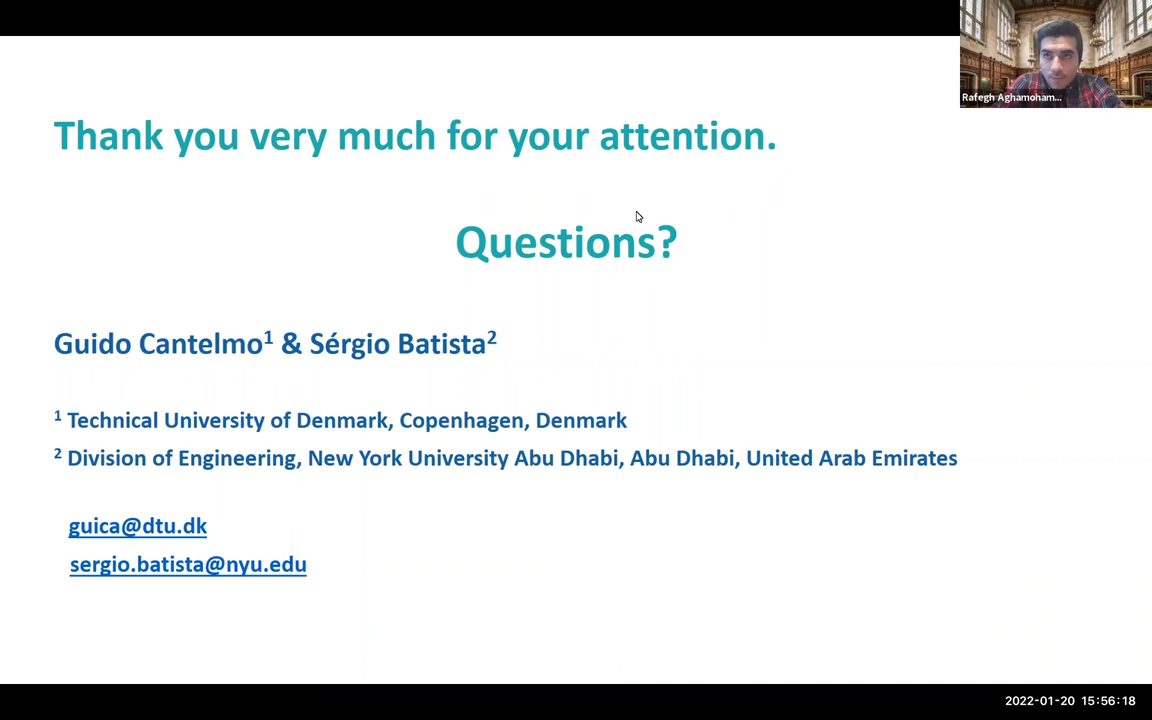 Rafegh Aghamoham...
Thank you very much for your attention.
Questions?
Guido Cantelmo¹ & Sérgio Batista²
¹ Technical University of Denmark, Copenhagen, Denmark
² Division of Engineering, New York University Abu Dhabi, Abu Dhabi, United Arab Emirates
guica@dtu.dk
sergio.batista@nyu.edu
2022-01-20 15:56:18